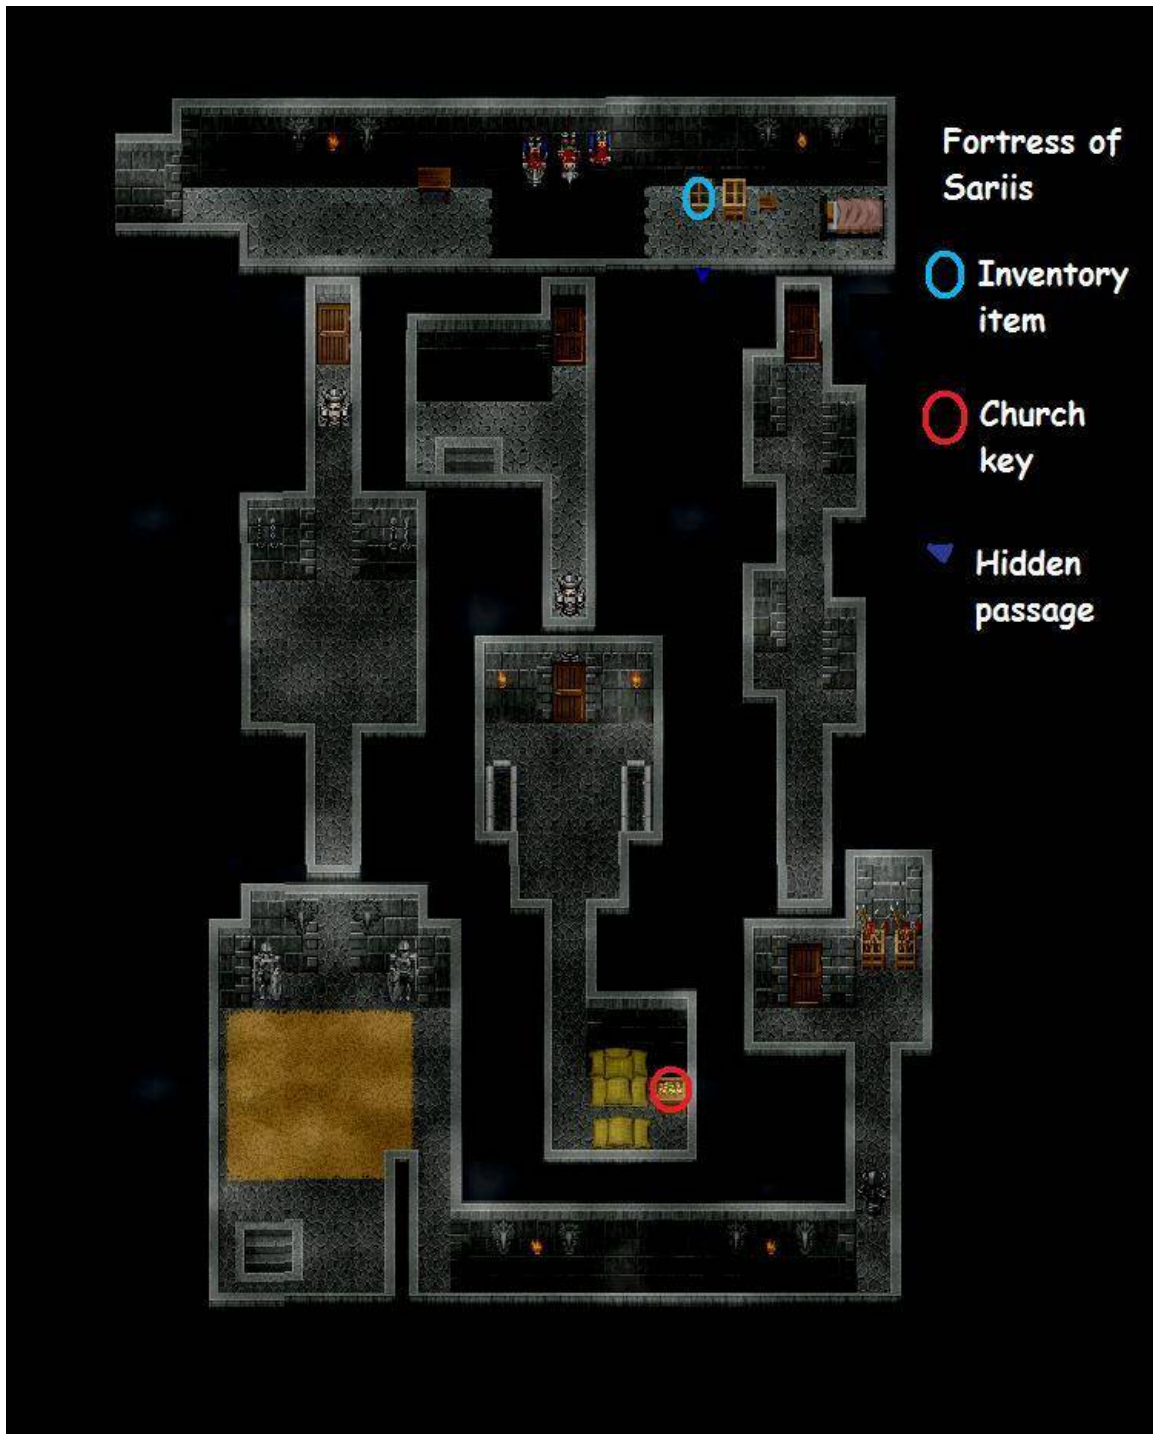 Fortress of
Sariis
Inventory
item
Church
key
Hidden
passage